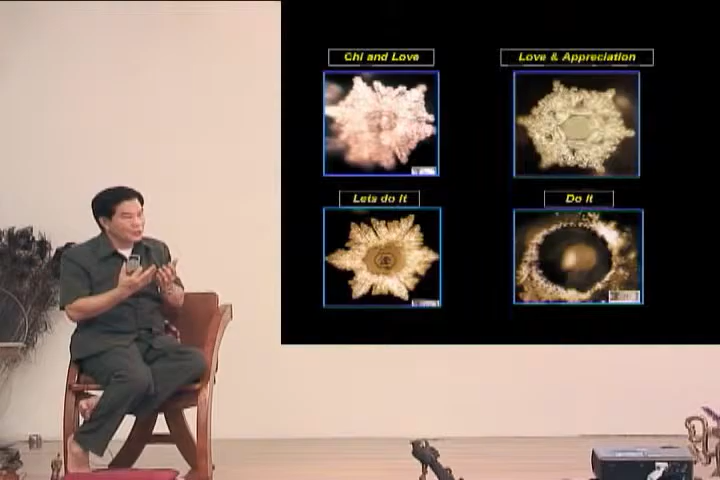 Chi and Love
Love & Appreciation
Lets do it
Do it